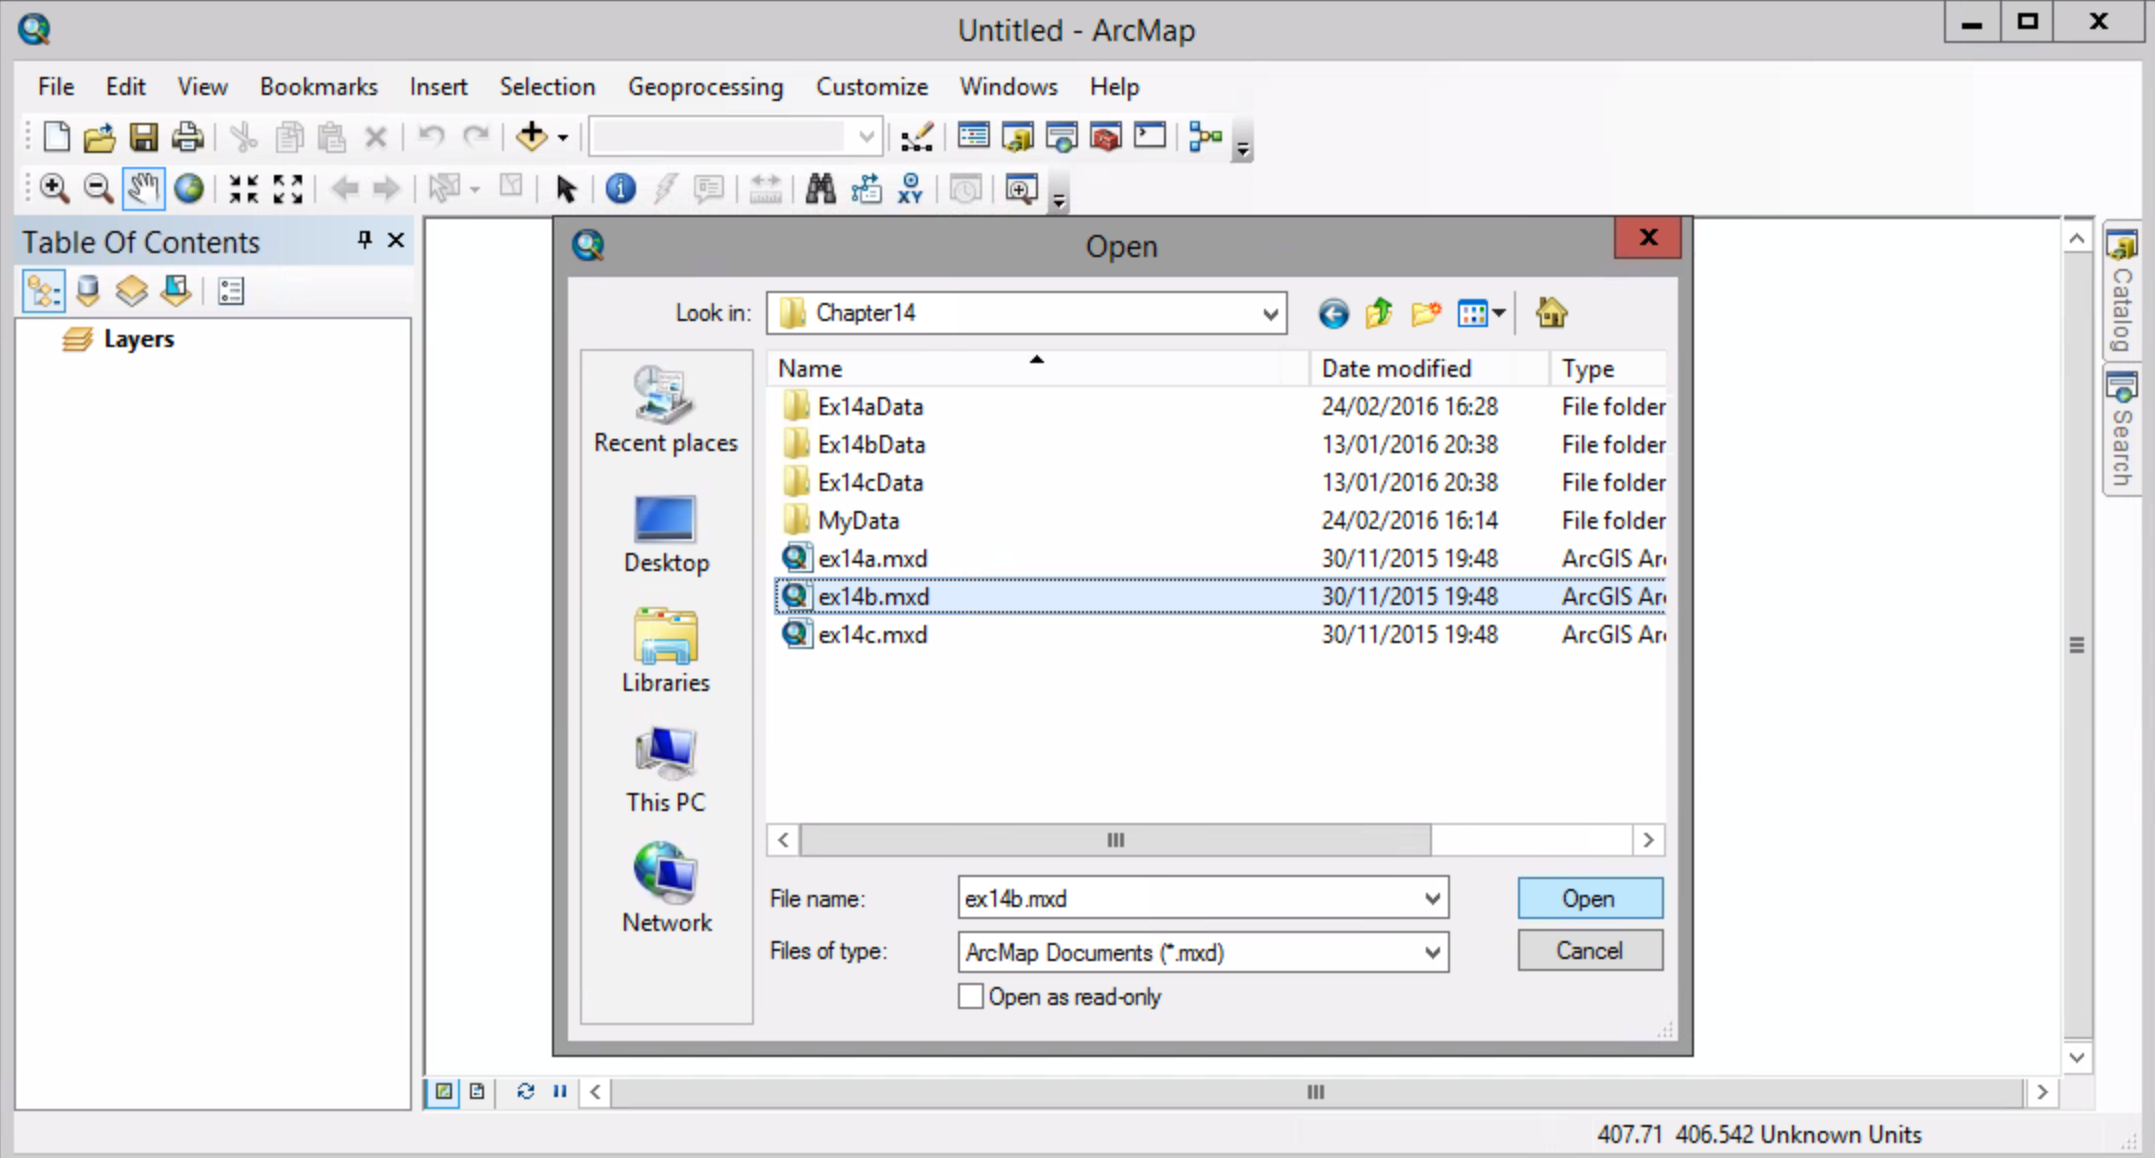 Untitled - ArcMap
File Edit View Bookmarks Insert Selection Geoprocessing Customize Windows Help
XY
Table Of Contents
Layers
Open
Look in: Chapter14
Name Date modified Type
Ex14aData 24/02/2016 16:28 File folder
Ex14bData 13/01/2016 20:38 File folder
Ex14cData 13/01/2016 20:38 File folder
MyData 24/02/2016 16:14 File folder
ex14a.mxd 30/11/2015 19:48 ArcGIS Ar
ex14b.mxd 30/11/2015 19:48 ArcGIS Ar
ex14c.mxd 30/11/2015 19:48 ArcGIS Ar
Recent places
Desktop
Libraries
This PC
Network
File name: ex14b.mxd Open
Files of type: ArcMap Documents (*.mxd) Cancel
Open as read-only
Catalog
Search
407.71 406.542 Unknown Units